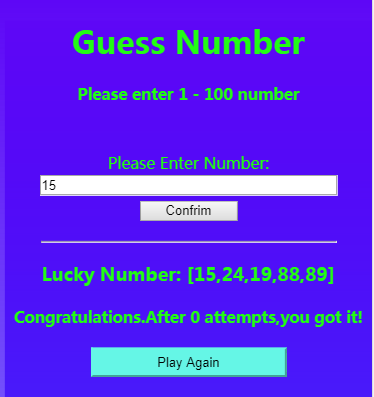 Guess Number
Please enter 1 - 100 number
Please Enter Number:
15
Confrim
Lucky Number: [15,24,19,88,89]
Congratulations.After 0 attempts,you got it!
Play Again